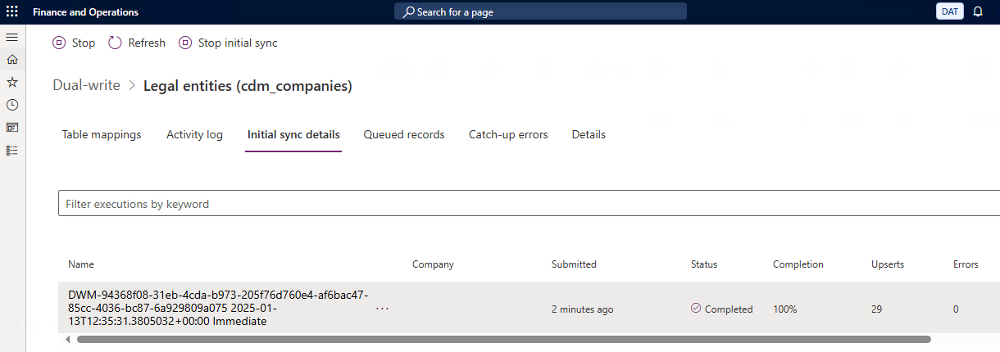 Finance and Operations
Search for a page
DAT
Stop
Refresh
Stop initial sync
Dual-write > Legal entities (cdm_companies)
Table mappings
Activity log
Initial sync details
Queued records
Catch-up errors
Details
Filter executions by keyword
Name
Company
Submitted
Status
Completion
Upserts
Errors
DWM-94368f08-31eb-4cda-b973-205f76d760e4-af6bac47-
85cc-4036-bc87-6a929809a075 2025-01-
13T12:35:31.3805032+00:00 Immediate
...
2 minutes ago
Completed
100%
29
0